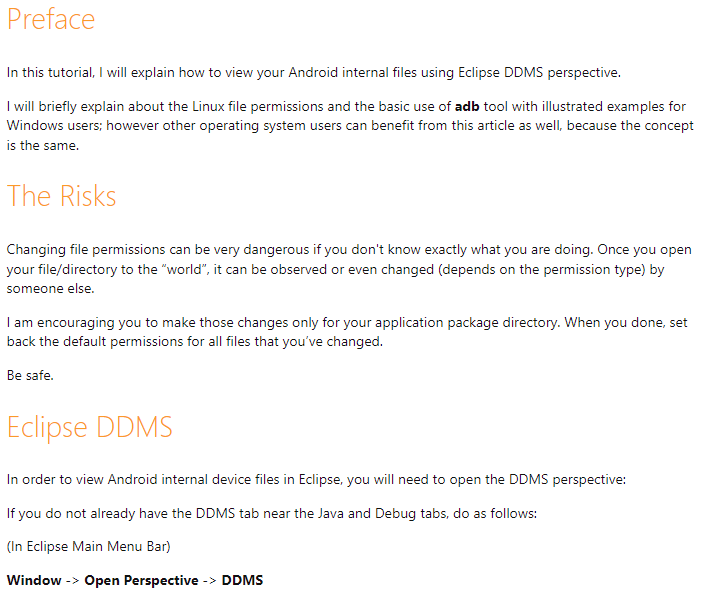 Preface
In this tutorial, I will explain how to view your Android internal files using Eclipse DDMS perspective.
I will briefly explain about the Linux file permissions and the basic use of adb tool with illustrated examples for
Windows users; however other operating system users can benefit from this article as well, because the concept
is the same.
The Risks
Changing file permissions can be very dangerous if you don't know exactly what you are doing. Once you open
your file/directory to the “world”, it can be observed or even changed (depends on the permission type) by
someone else.
I am encouraging you to make those changes only for your application package directory. When you done, set
back the default permissions for all files that you’ve changed.
Be safe.
Eclipse DDMS
In order to view Android internal device files in Eclipse, you will need to open the DDMS perspective:
If you do not already have the DDMS tab near the Java and Debug tabs, do as follows:
(In Eclipse Main Menu Bar)
Window -> Open Perspective -> DDMS